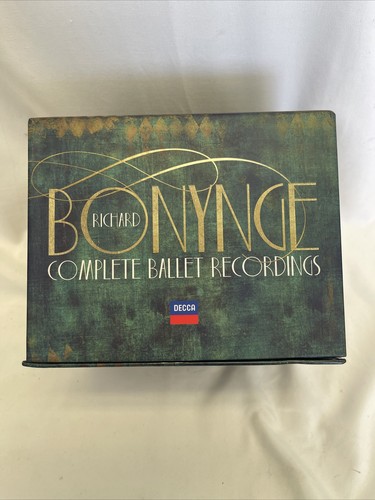 RICHARD
BONYNGE
COMPLETE BALLET RECORDINGS
DECCA